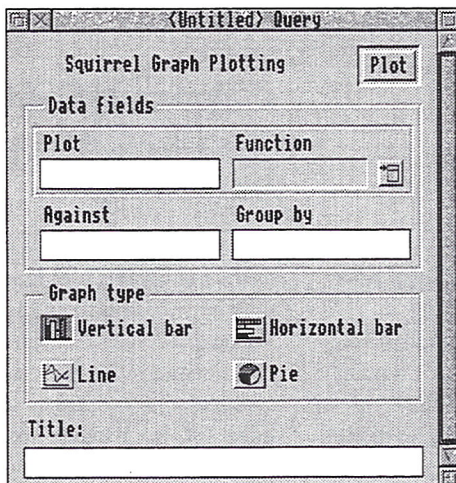 <Untitled> Query
Squirrel Graph Plotting Plot
Data fields
Plot Function
Against Group by
Graph type
Vertical bar Horizontal bar
Line Pie
Title: